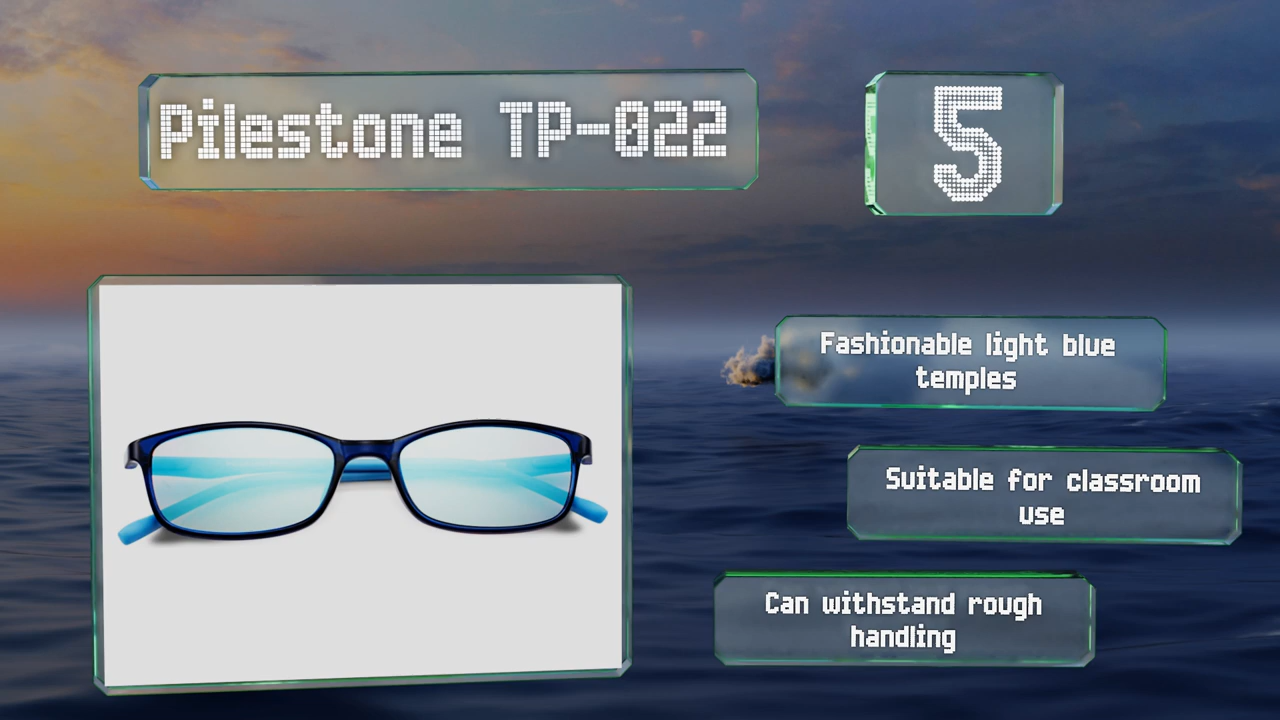 Pilestone TP-022
5
Fashionable light blue
temples
Suitable for classroom
use
Can withstand rough
handling